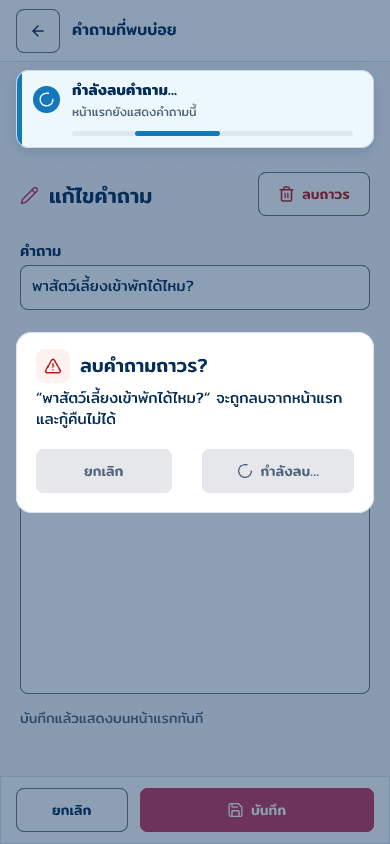 คำถามที่พบบ่อย
กำลังลบคำถาม...
หน้าแรกยังแสดงคำถามนี้
แก้ไขคำถาม
ลบถาวร
คำถาม
พาสัตว์เลี้ยงเข้าพักได้ไหม?
ลบคำถามถาวร?
“พาสัตว์เลี้ยงเข้าพักได้ไหม?” จะถูกลบจากหน้าแรก
และกู้คืนไม่ได้
ยกเลิก
กำลังลบ...
บันทึกแล้วแสดงบนหน้าแรกทันที
ยกเลิก
บันทึก